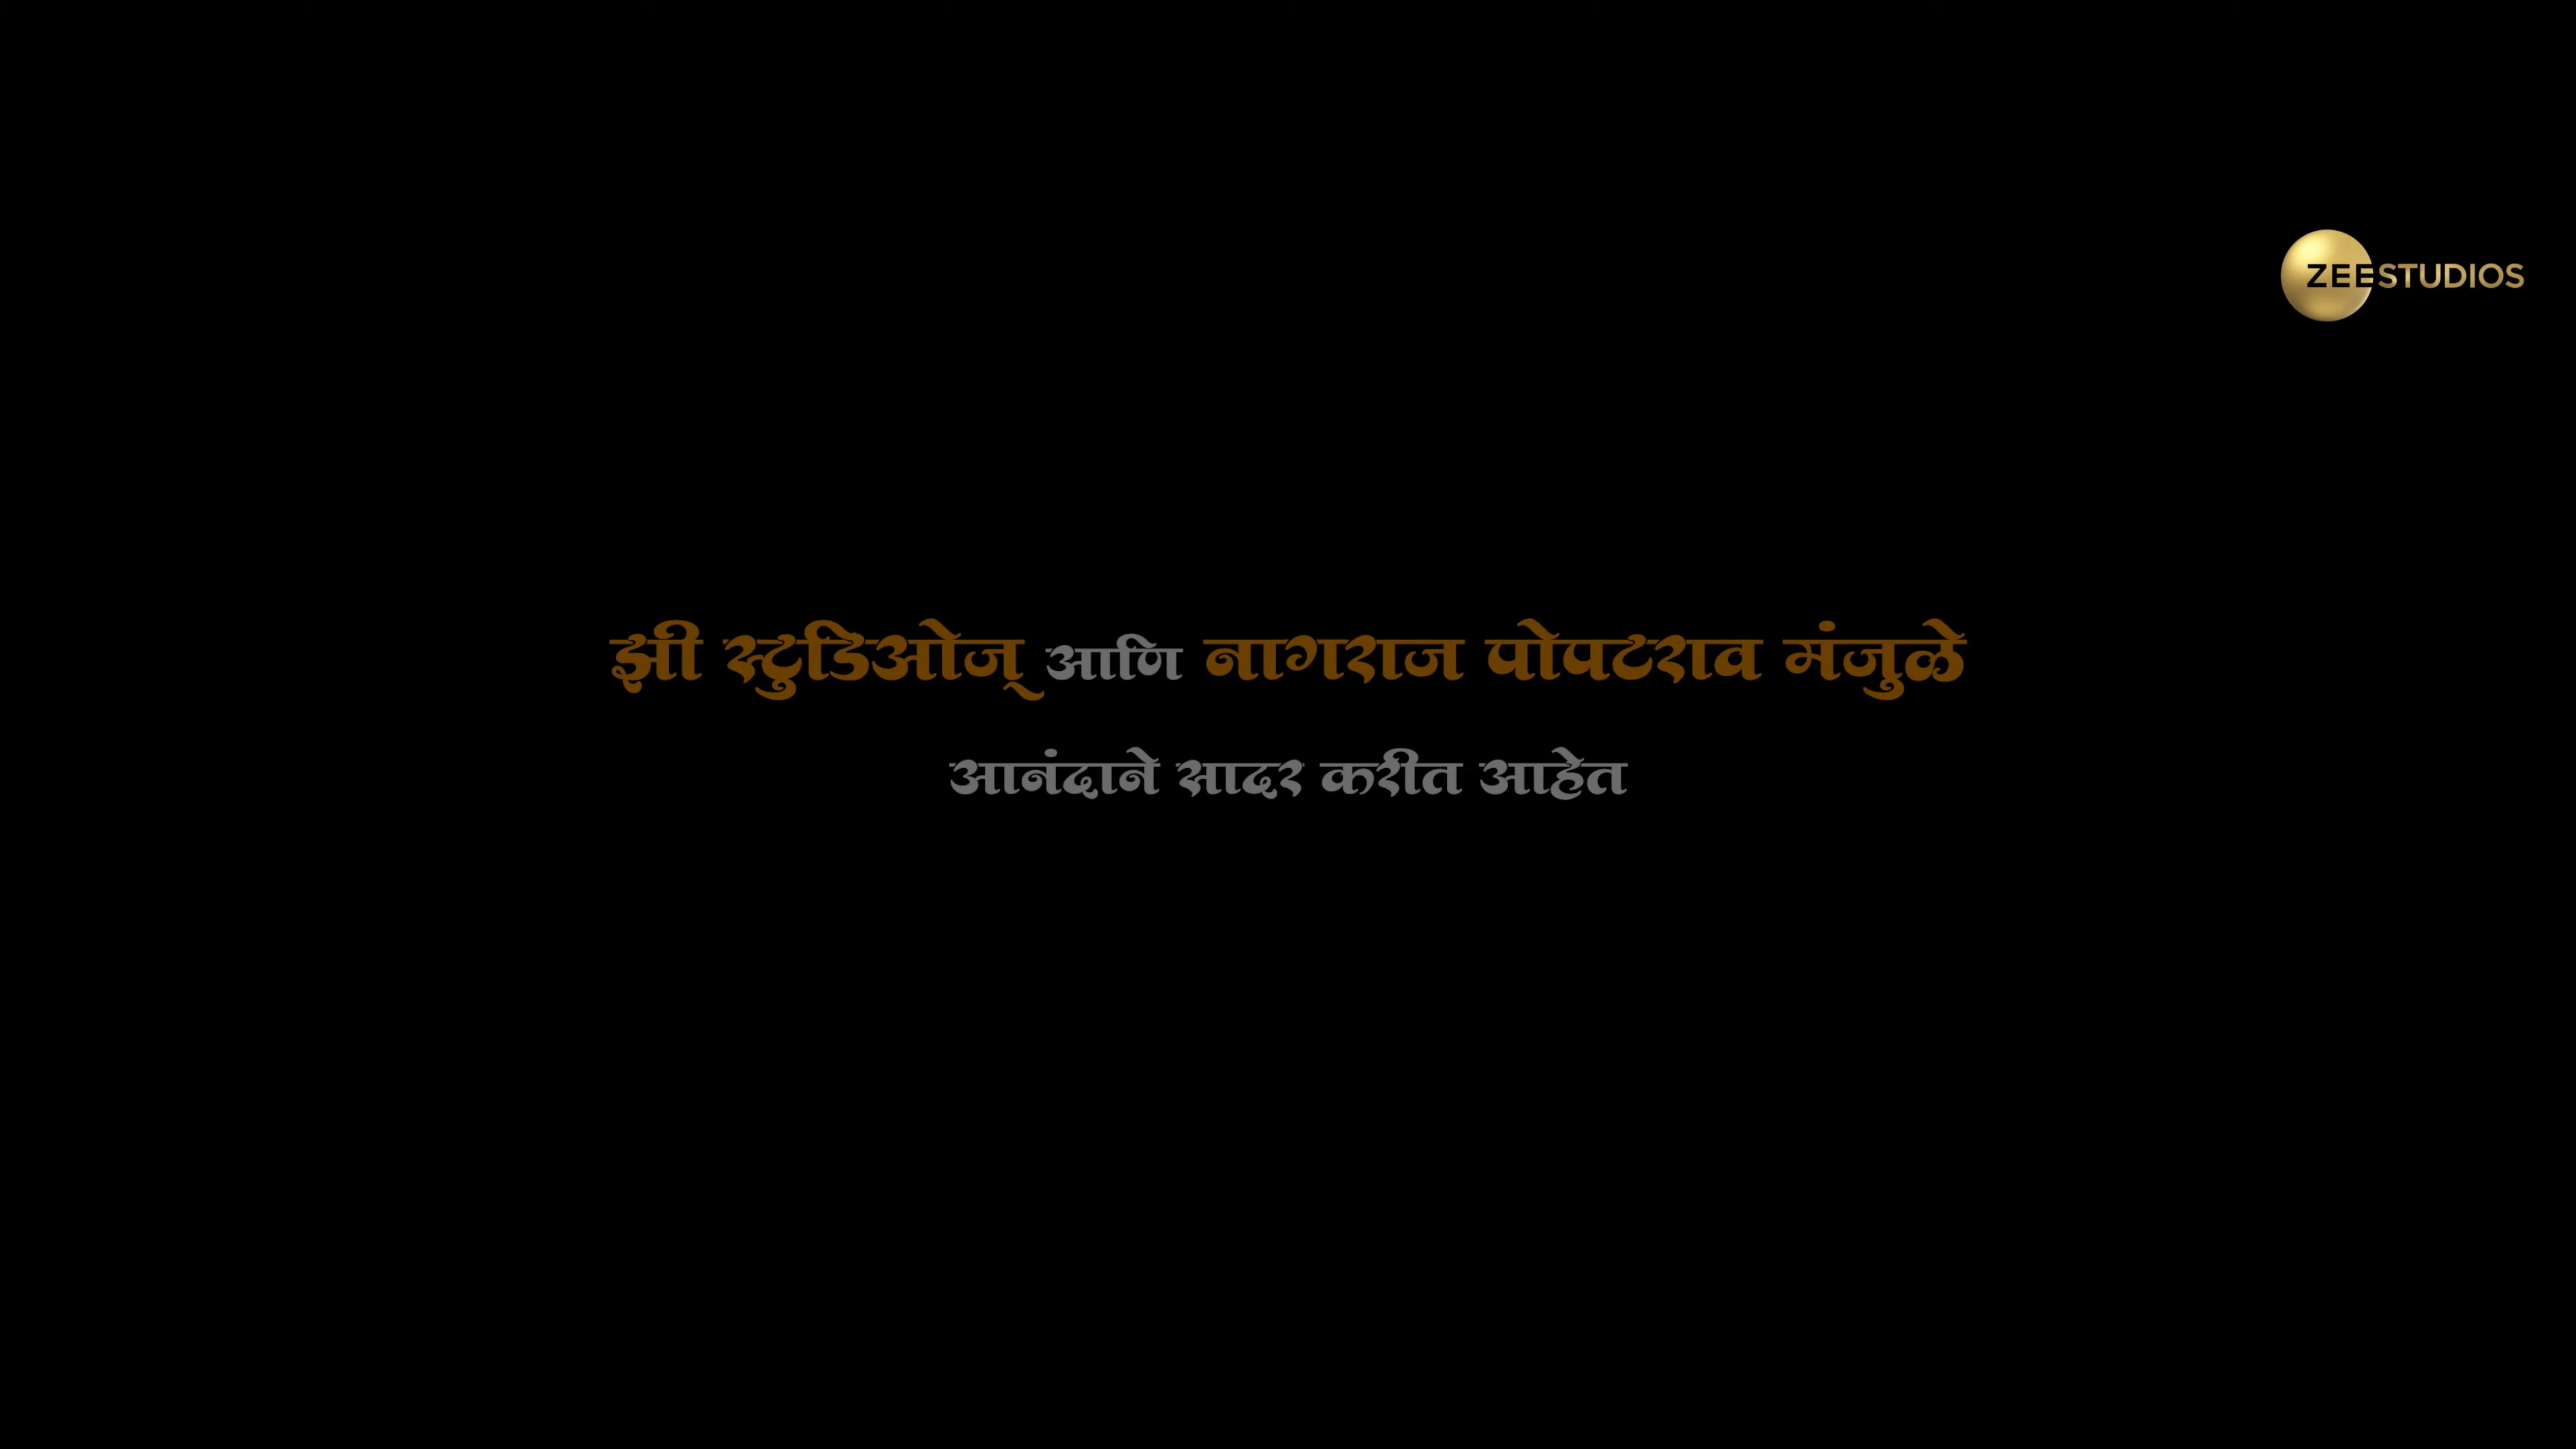 ZEESTUDIOS
झी स्टुडिओज् आणि नागराज पोपटराव मंजुळे
आनंदाने सादर करीत आहेत